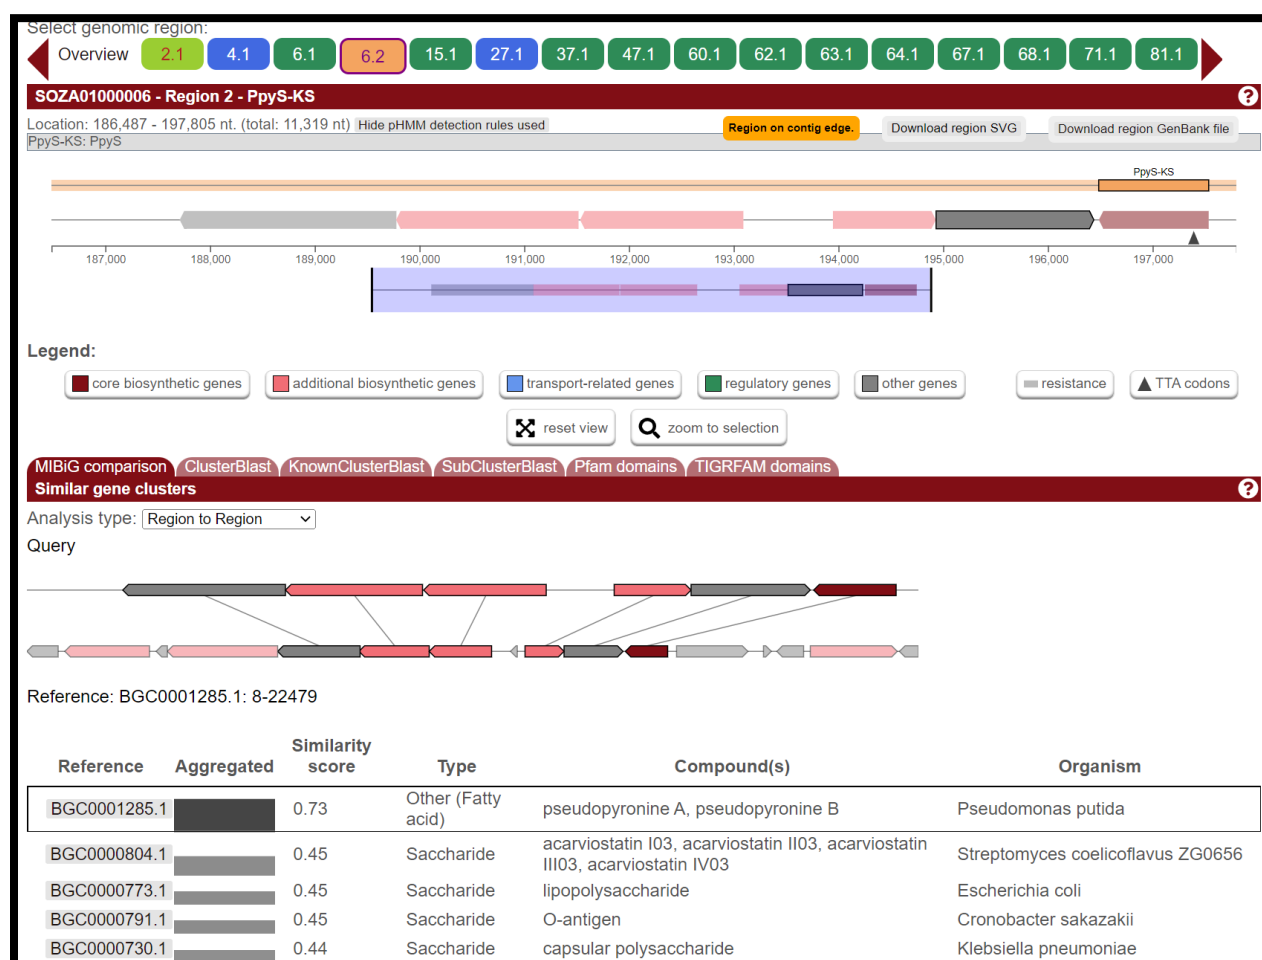 Select genomic region:
Overview 2.1 4.1 6.1 6.2 15.1 27.1 37.1 47.1 60.1 62.1 63.1 64.1 67.1 68.1 71.1 81.1
SOZA01000006 - Region 2 - PpyS-KS ?
Location: 186,487 - 197,805 nt. (total: 11,319 nt) Hide pHMM detection rules used Region on contig edge. Download region SVG Download region GenBank file
PpyS-KS: PpyS
PpyS-KS
187,000 188,000 189,000 190,000 191,000 192,000 193,000 194,000 195,000 196,000 197,000
Legend:
core biosynthetic genes additional biosynthetic genes transport-related genes regulatory genes other genes resistance TTA codons
reset view zoom to selection
MIBiG comparison ClusterBlast KnownClusterBlast SubClusterBlast Pfam domains TIGRFAM domains
Similar gene clusters ?
Analysis type: Region to Region
Query
Reference: BGC0001285.1: 8-22479
Reference Aggregated Similarity score Type Compound(s) Organism
BGC0001285.1 0.73 Other (Fatty acid) pseudopyronine A, pseudopyronine B Pseudomonas putida
BGC0000804.1 0.45 Saccharide acarviostatin I03, acarviostatin II03, acarviostatin III03, acarviostatin IV03 Streptomyces coelicoflavus ZG0656
BGC0000773.1 0.45 Saccharide lipopolysaccharide Escherichia coli
BGC0000791.1 0.45 Saccharide O-antigen Cronobacter sakazakii
BGC0000730.1 0.44 Saccharide capsular polysaccharide Klebsiella pneumoniae